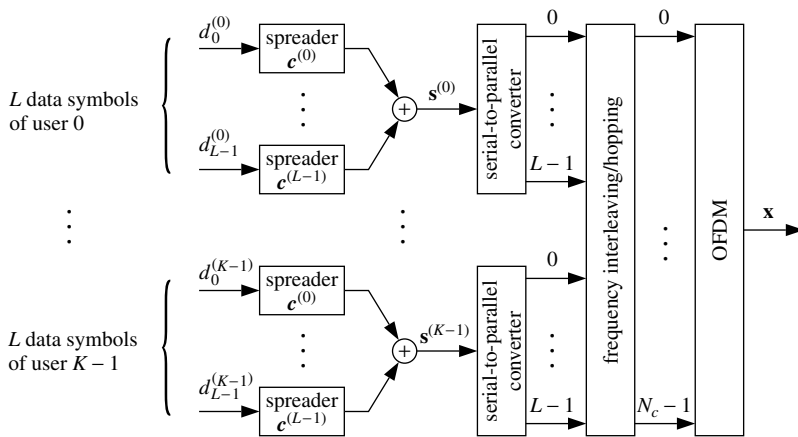 L data symbols
of user 0
d_0^(0)
spreader
c^(0)
⋮
d_{L−1}^(0)
spreader
c^(L−1)
+
s^(0)
serial-to-parallel
converter
0
⋮
L − 1
⋮
⋮
L data symbols
of user K − 1
d_0^(K−1)
spreader
c^(0)
⋮
d_{L−1}^(K−1)
spreader
c^(L−1)
+
s^(K−1)
serial-to-parallel
converter
0
⋮
L − 1
frequency interleaving/hopping
0
⋮
N_c − 1
OFDM
x